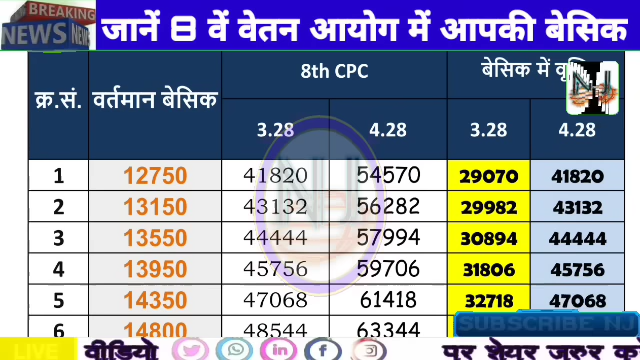 BREAKING
NEWS NEWS
जानें 8 वें वेतन आयोग में आपकी बेसिक
क्र.सं. वर्तमान बेसिक 8th CPC बेसिक में
3.28 4.28 3.28 4.28
1 12750 41820 54570 29070 41820
2 13150 43132 56282 29982 43132
3 13550 44444 57994 30894 44444
4 13950 45756 59706 31806 45756
5 14350 47068 61418 32718 47068
6 14800 48544 63344
SUBSCRIBE NJ
LIVE वीडियो पर शेयर जरुर क